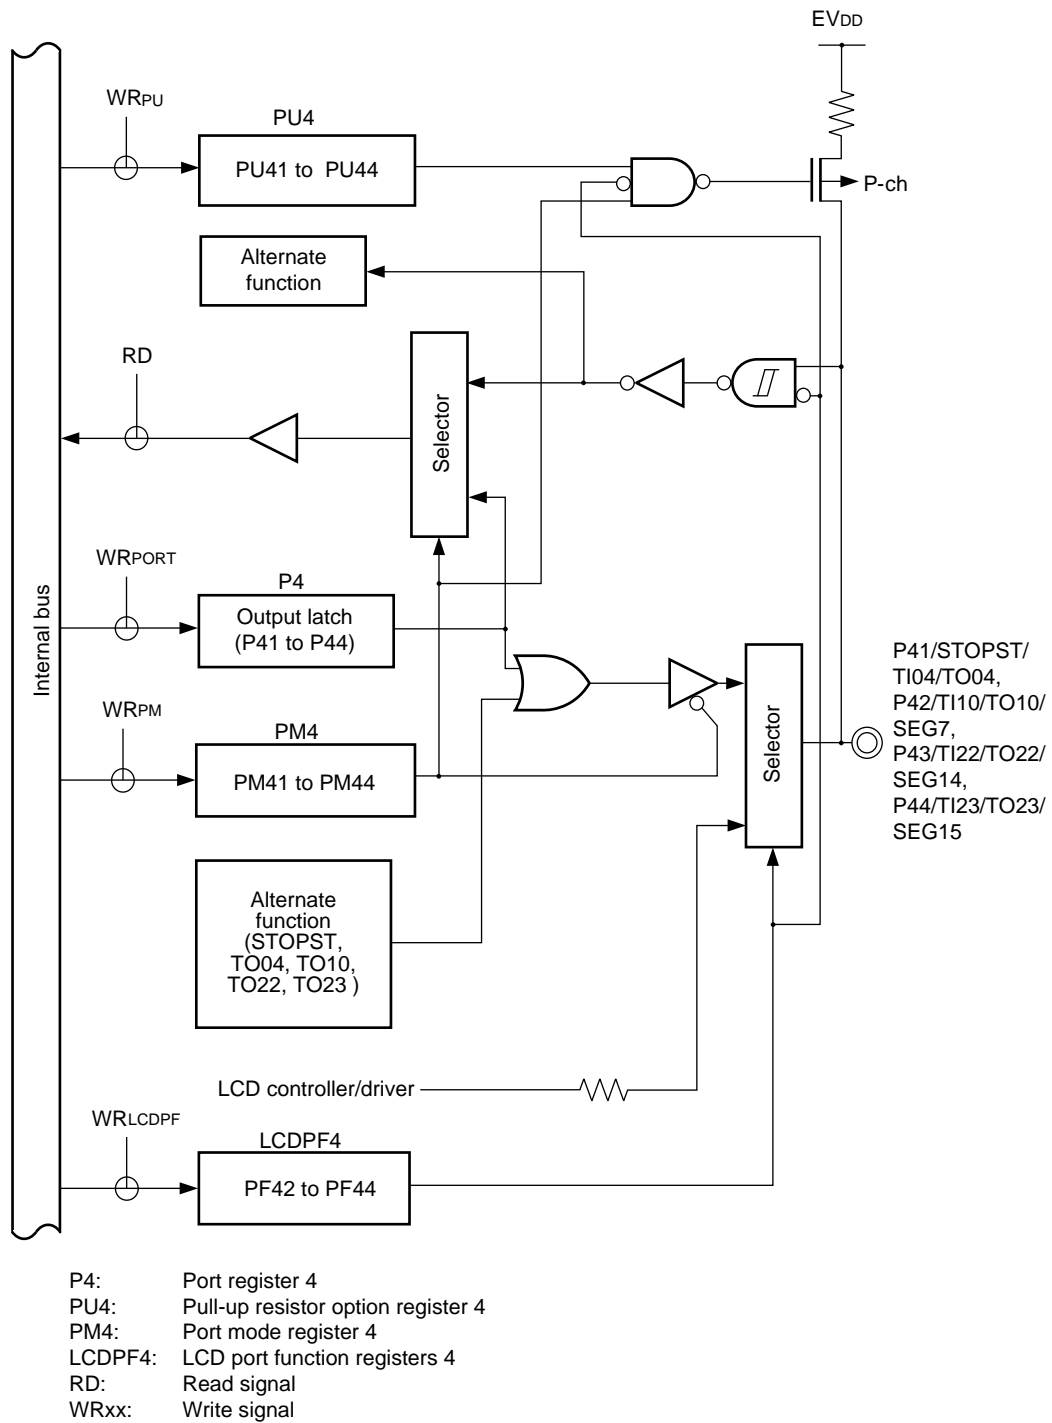 EVDD
WRPU
PU4
PU41 to PU44
P-ch
Alternate
function
RD
Selector
WRPORT
P4
Output latch
(P41 to P44)
Internal bus
WRPM
PM4
PM41 to PM44
Selector
P41/STOPST/
TI04/TO04,
P42/TI10/TO10/
SEG7,
P43/TI22/TO22/
SEG14,
P44/TI23/TO23/
SEG15
Alternate
function
(STOPST,
TO04, TO10,
TO22, TO23 )
LCD controller/driver
WRLCDPF
LCDPF4
PF42 to PF44
P4: Port register 4
PU4: Pull-up resistor option register 4
PM4: Port mode register 4
LCDPF4: LCD port function registers 4
RD: Read signal
WRxx: Write signal